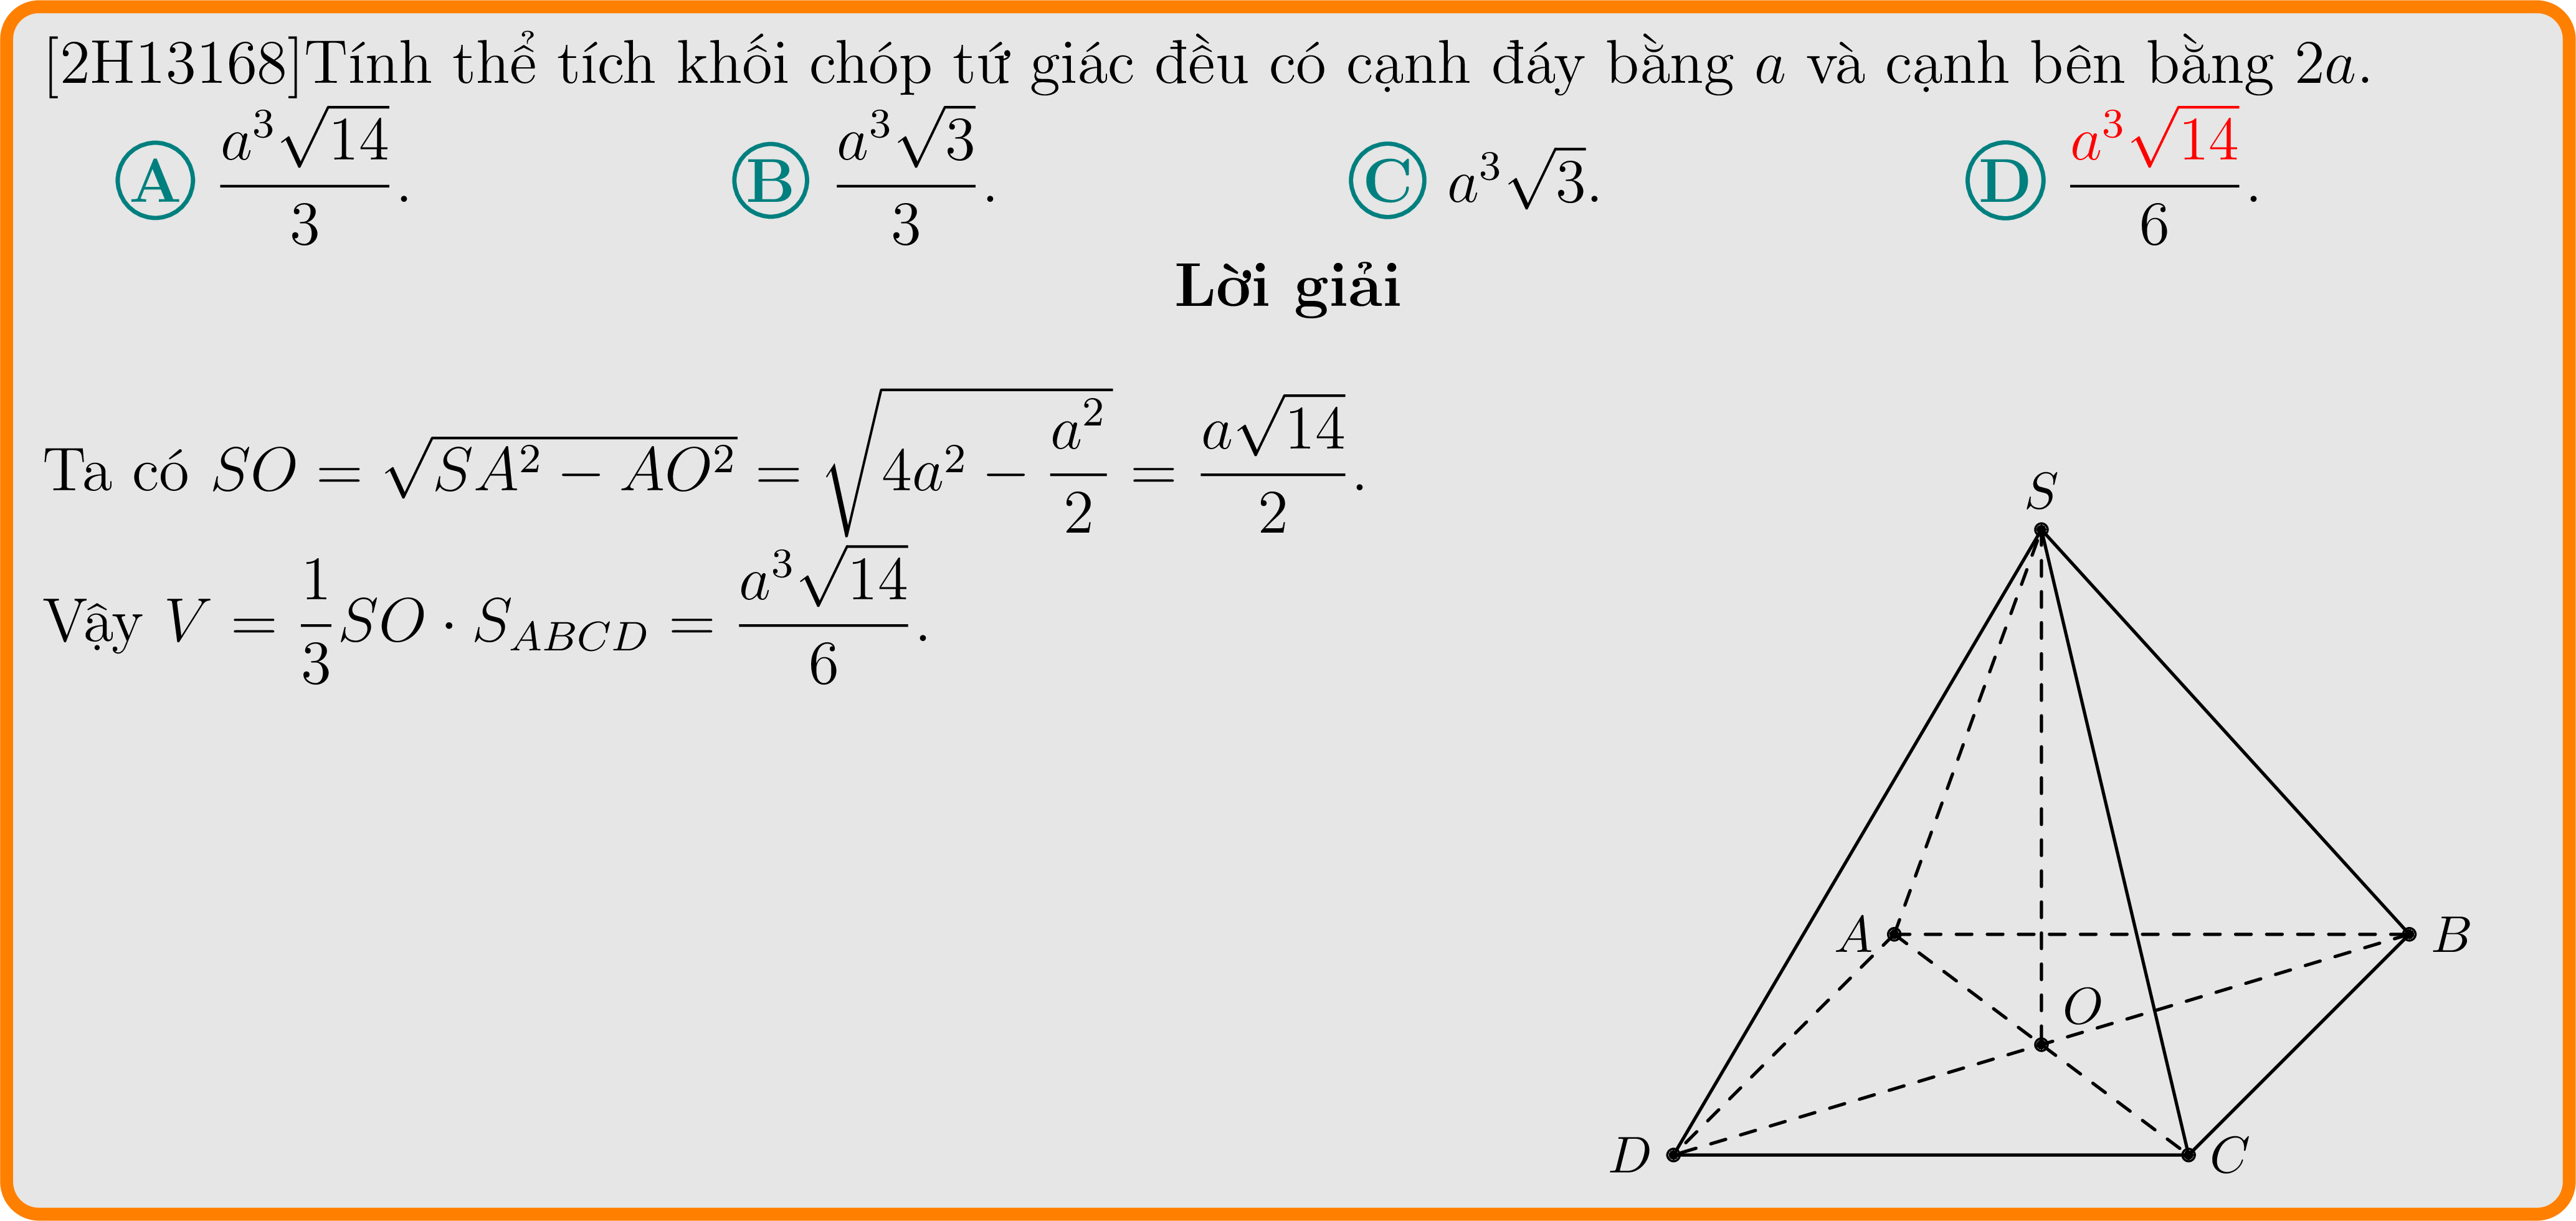 [2H13168]Tính thể tích khối chóp tứ giác đều có cạnh đáy bằng a và cạnh bên bằng 2a.
Ⓐ \frac{a^3\sqrt{14}}{3}. Ⓑ \frac{a^3\sqrt{3}}{3}. Ⓒ a^3\sqrt{3}. Ⓓ \frac{a^3\sqrt{14}}{6}.
Lời giải
Ta có SO = \sqrt{SA^2 − AO^2} = \sqrt{4a^2 − \frac{a^2}{2}} = \frac{a\sqrt{14}}{2}.
Vậy V = \frac{1}{3}SO · S_{ABCD} = \frac{a^3\sqrt{14}}{6}.
S
A
B
O
D
C